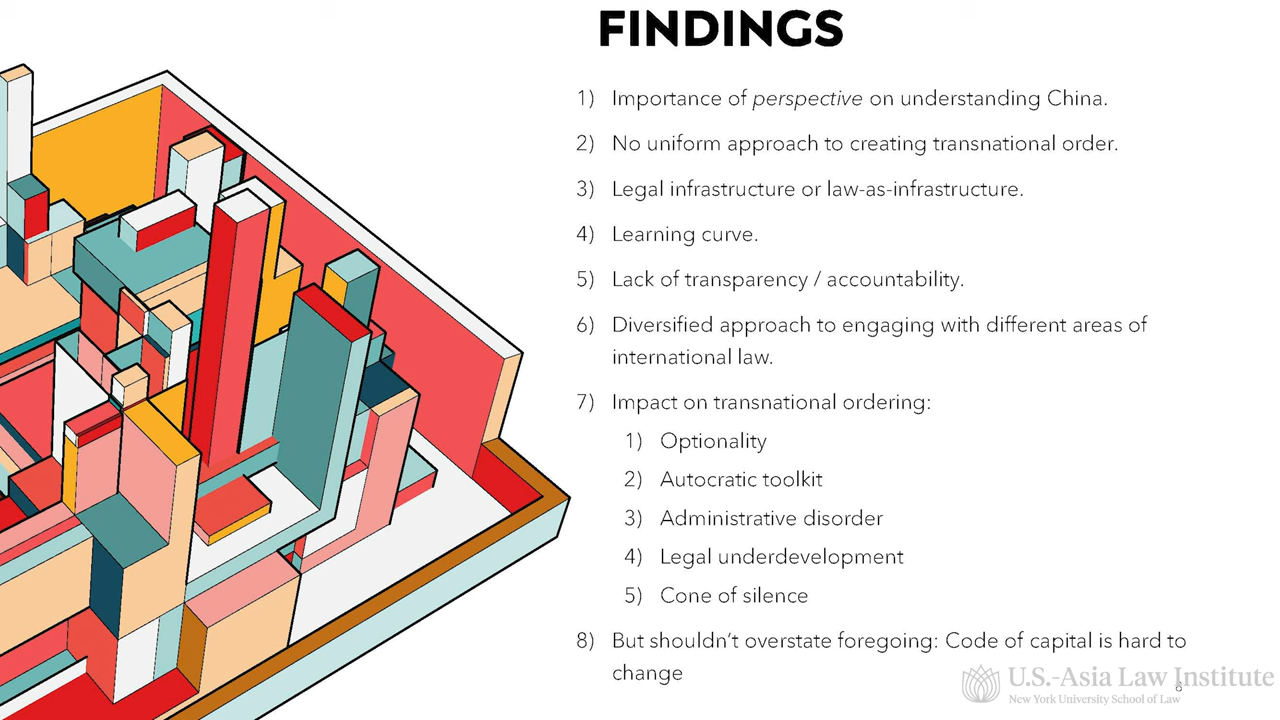 FINDINGS
1) Importance of perspective on understanding China.
2) No uniform approach to creating transnational order.
3) Legal infrastructure or law-as-infrastructure.
4) Learning curve.
5) Lack of transparency / accountability.
6) Diversified approach to engaging with different areas of
international law.
7) Impact on transnational ordering:
1) Optionality
2) Autocratic toolkit
3) Administrative disorder
4) Legal underdevelopment
5) Cone of silence
8) But shouldn’t overstate foregoing: Code of capital is hard to
change
U.S.-Asia Law Institute
New York University School of Law
8